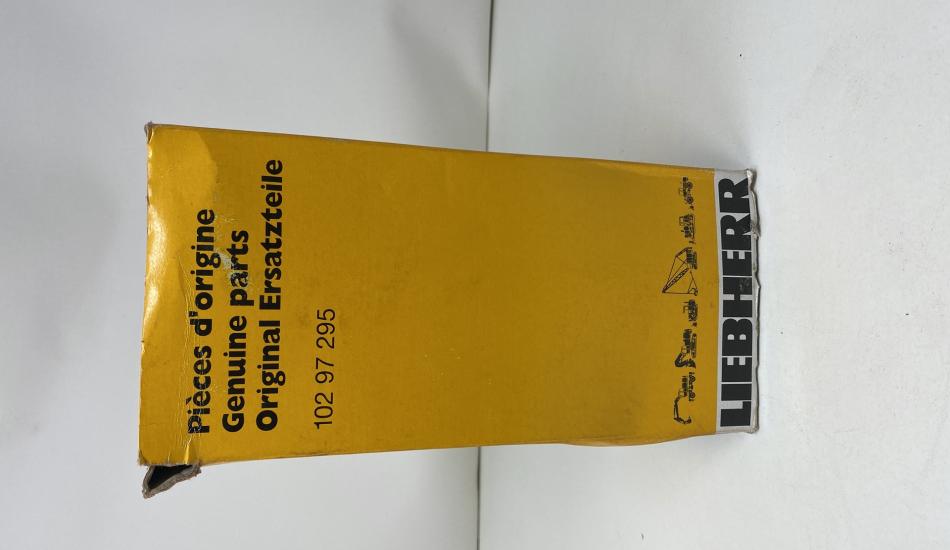 Pièces d'origine
Genuine parts
Original Ersatzteile
102 97 295
LIEBHERR